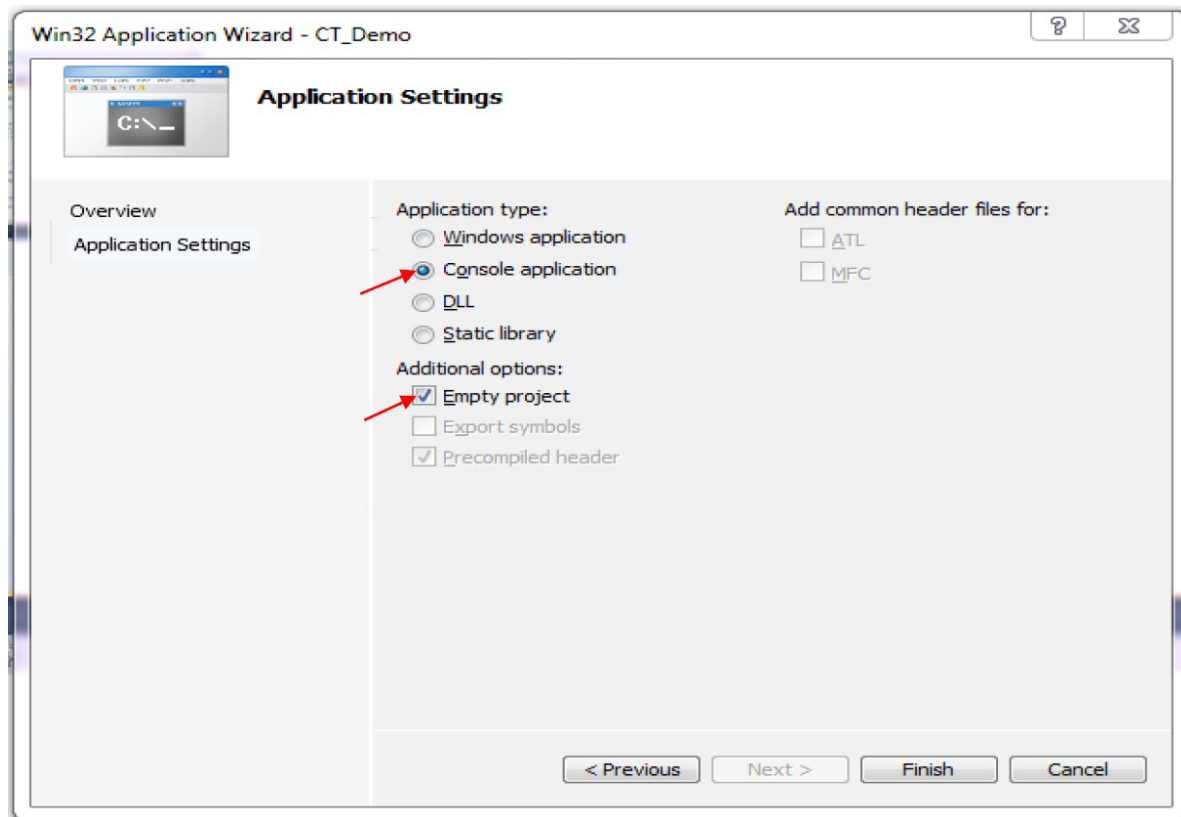 Win32 Application Wizard - CT_Demo
Application Settings
C:\_
Overview
Application Settings
Application type:
Windows application
Console application
DLL
Static library
Additional options:
Empty project
Export symbols
Precompiled header
Add common header files for:
ATL
MFC
< Previous
Next >
Finish
Cancel